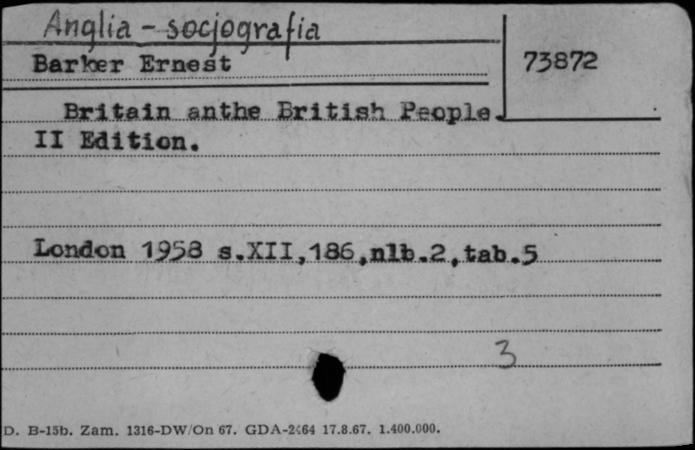 Anglia - socjografia
Barker Ernest
73872
Britain anthe British People.
II Edition.
London 1958 s.XII,186,nlb.2,tab.5
3
D. B-15b. Zam. 1316-DW/On 67. GDA-2464 17.8.67. 1.400.000.